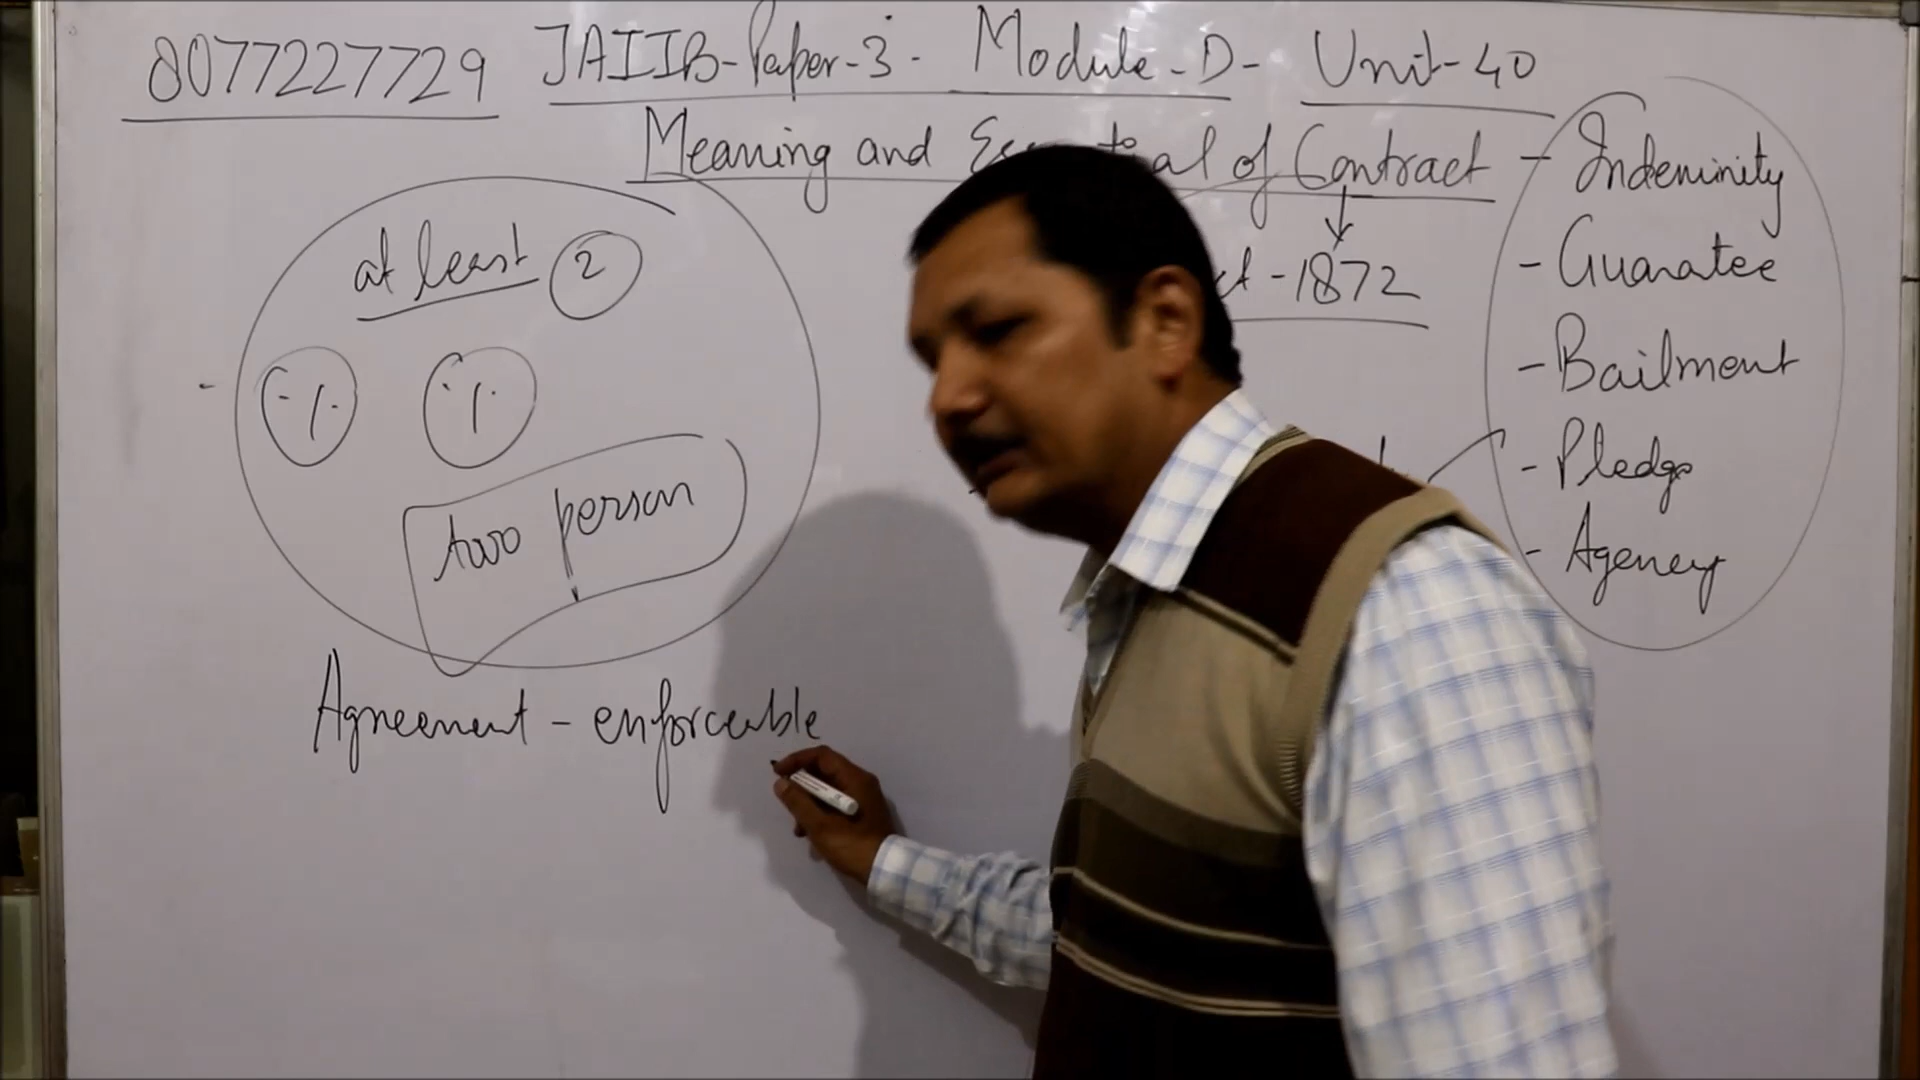 8077227729 JAIIB-Paper-3- Module-D- Unit-40
Meaning and of Contract
- Indeminity
at least 2
-1872
- Guaratee
- Bailment
- Pledge
two person
- Agency
Agreement - enforceable